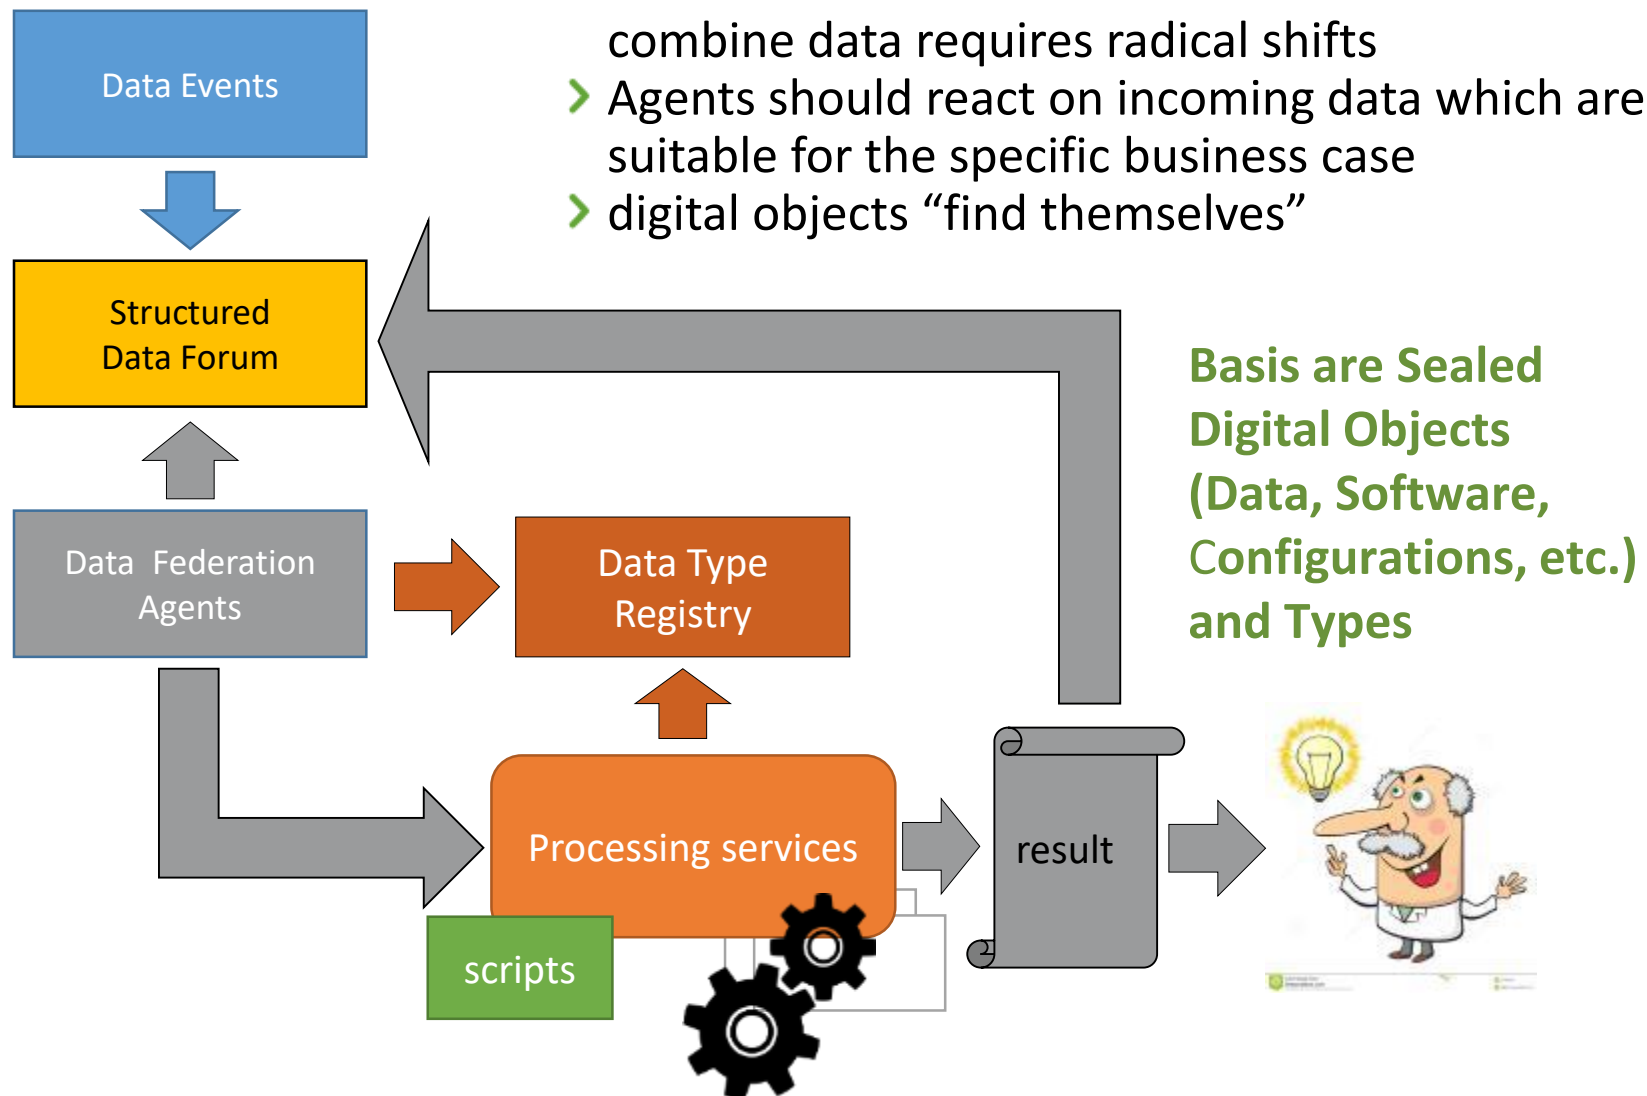 combine data requires radical shifts
Agents should react on incoming data which are
suitable for the specific business case
digital objects “find themselves”
Data Events
Structured
Data Forum
Basis are Sealed
Digital Objects
(Data, Software,
Configurations, etc.)
and Types
Data Federation
Agents
Data Type
Registry
Processing services
result
scripts